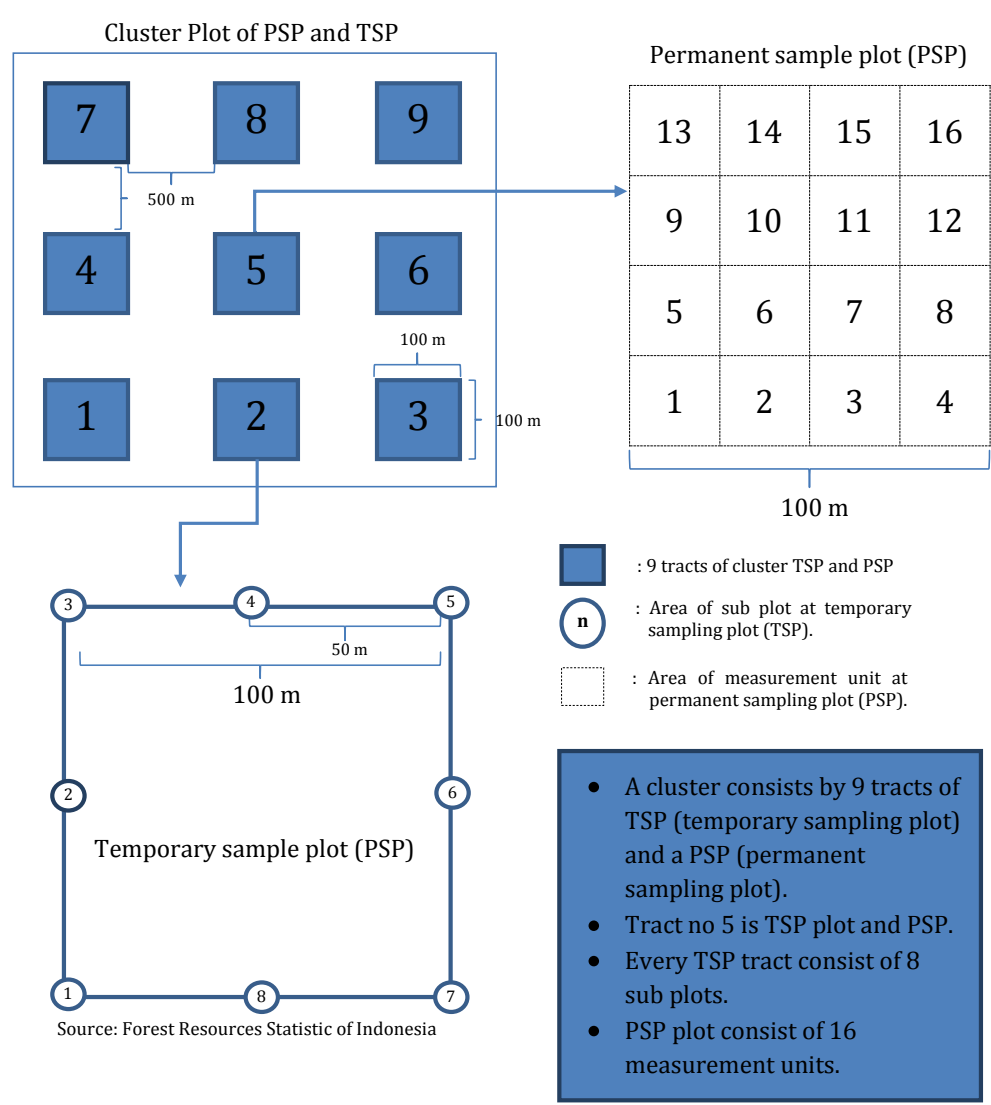 Cluster Plot of PSP and TSP
7
8
9
500 m
4
5
6
100 m
1
2
3
100 m
Permanent sample plot (PSP)
13
14
15
16
9
10
11
12
5
6
7
8
1
2
3
4
100 m
3
4
5
50 m
100 m
2
6
Temporary sample plot (PSP)
1
8
7
Source: Forest Resources Statistic of Indonesia
: 9 tracts of cluster TSP and PSP
n
: Area of sub plot at temporary
sampling plot (TSP).
: Area of measurement unit at
permanent sampling plot (PSP).
• A cluster consists by 9 tracts of
TSP (temporary sampling plot)
and a PSP (permanent
sampling plot).
• Tract no 5 is TSP plot and PSP.
• Every TSP tract consist of 8
sub plots.
• PSP plot consist of 16
measurement units.